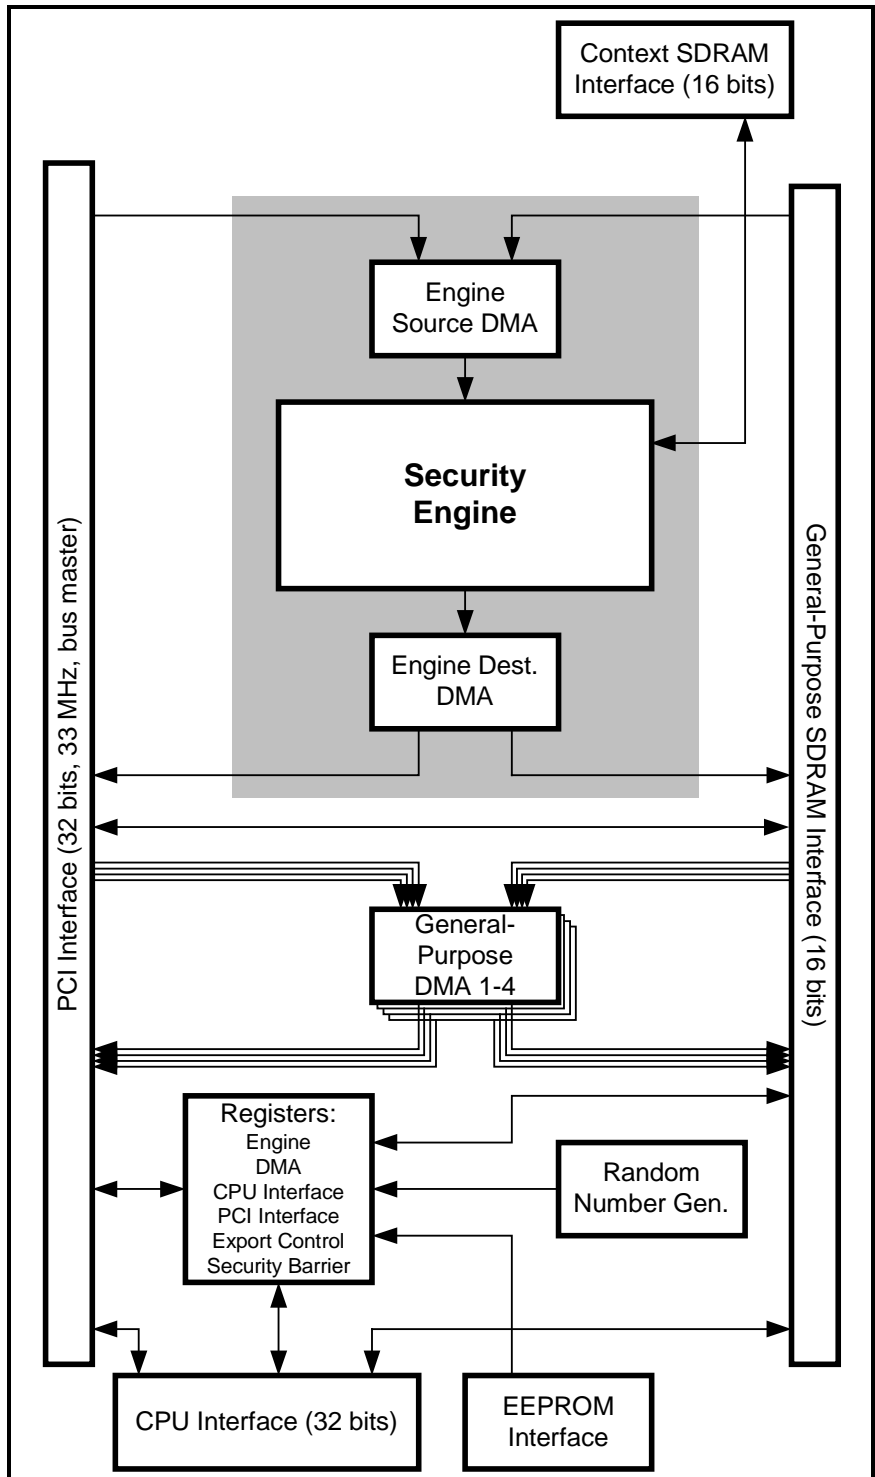 Context SDRAM
Interface (16 bits)
Engine
Source DMA
Security
Engine
Engine Dest.
DMA
PCI Interface (32 bits, 33 MHz, bus master)
General-Purpose SDRAM Interface (16 bits)
General-
Purpose
DMA 1-4
Registers:
Engine
DMA
CPU Interface
PCI Interface
Export Control
Security Barrier
Random
Number Gen.
CPU Interface (32 bits)
EEPROM
Interface